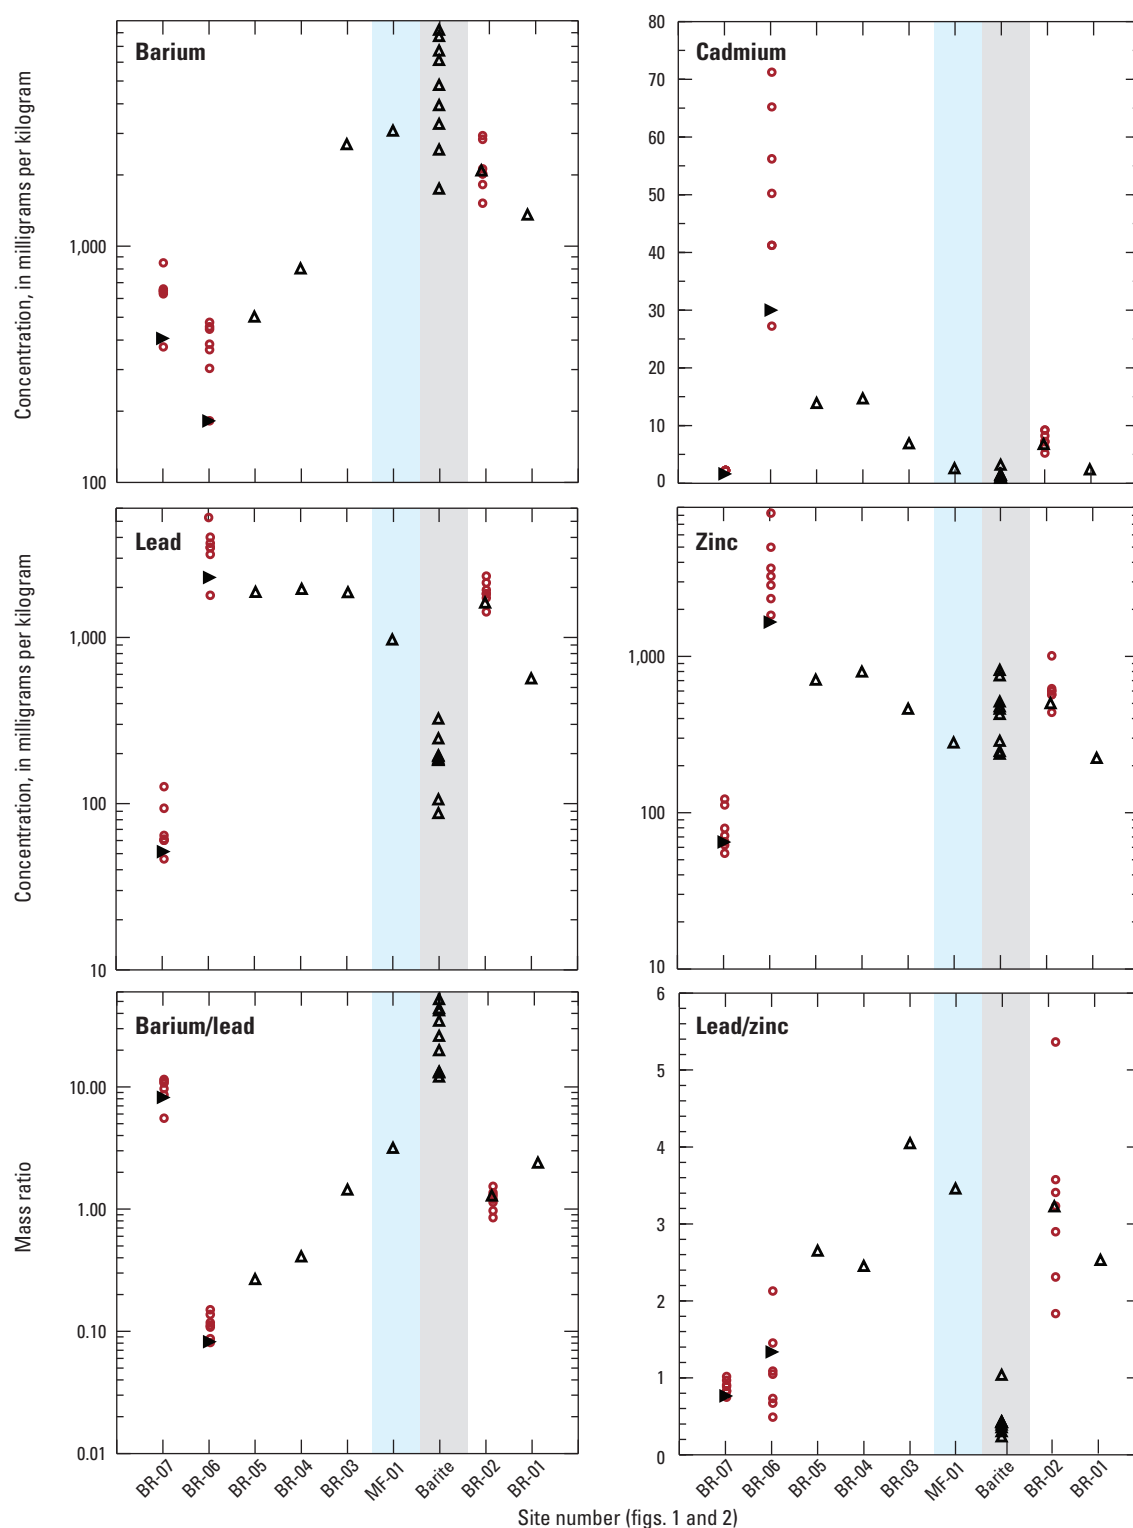 Barium
Concentration, in milligrams per kilogram
1,000
100
Cadmium
80
70
60
50
40
30
20
10
0
Lead
Concentration, in milligrams per kilogram
1,000
100
10
Zinc
1,000
100
10
Barium/lead
Mass ratio
10.00
1.00
0.10
0.01
BR-07
BR-06
BR-05
BR-04
BR-03
MF-01
Barite
BR-02
BR-01
Lead/zinc
6
5
4
3
2
1
0
BR-07
BR-06
BR-05
BR-04
BR-03
MF-01
Barite
BR-02
BR-01
Site number (figs. 1 and 2)